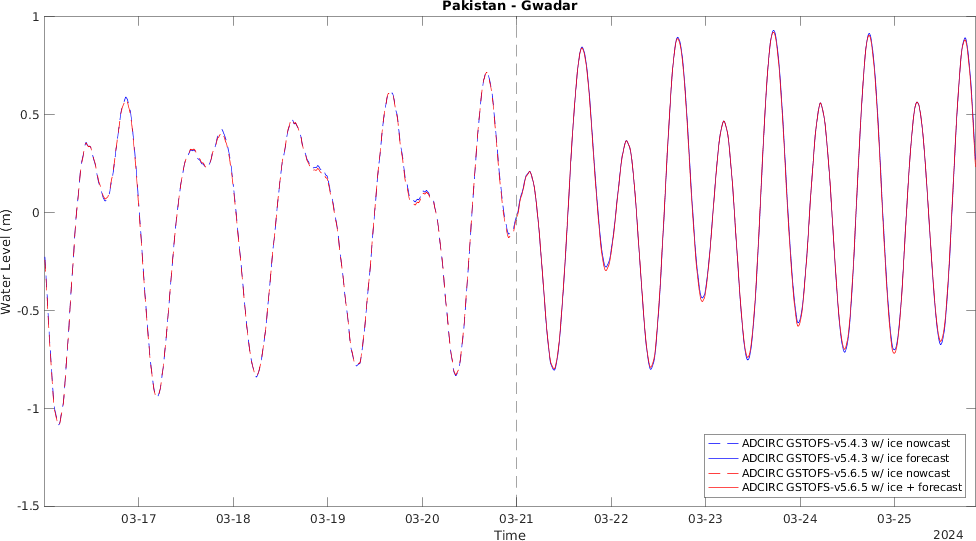 Pakistan - Gwadar
1
0.5
0
-0.5
-1
-1.5
Water Level (m)
ADCIRC GSTOFS-v5.4.3 w/ ice nowcast
ADCIRC GSTOFS-v5.4.3 w/ ice forecast
ADCIRC GSTOFS-v5.6.5 w/ ice nowcast
ADCIRC GSTOFS-v5.6.5 w/ ice + forecast
03-17 03-18 03-19 03-20 03-21 03-22 03-23 03-24 03-25
Time
2024